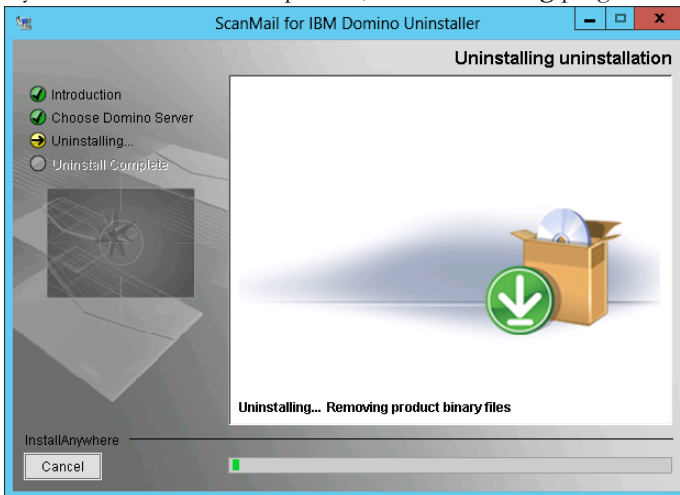 ScanMail for IBM Domino Uninstaller
Uninstalling uninstallation
Introduction
Choose Domino Server
Uninstalling...
Uninstall Complete
Uninstalling... Removing product binary files
InstallAnywhere
Cancel